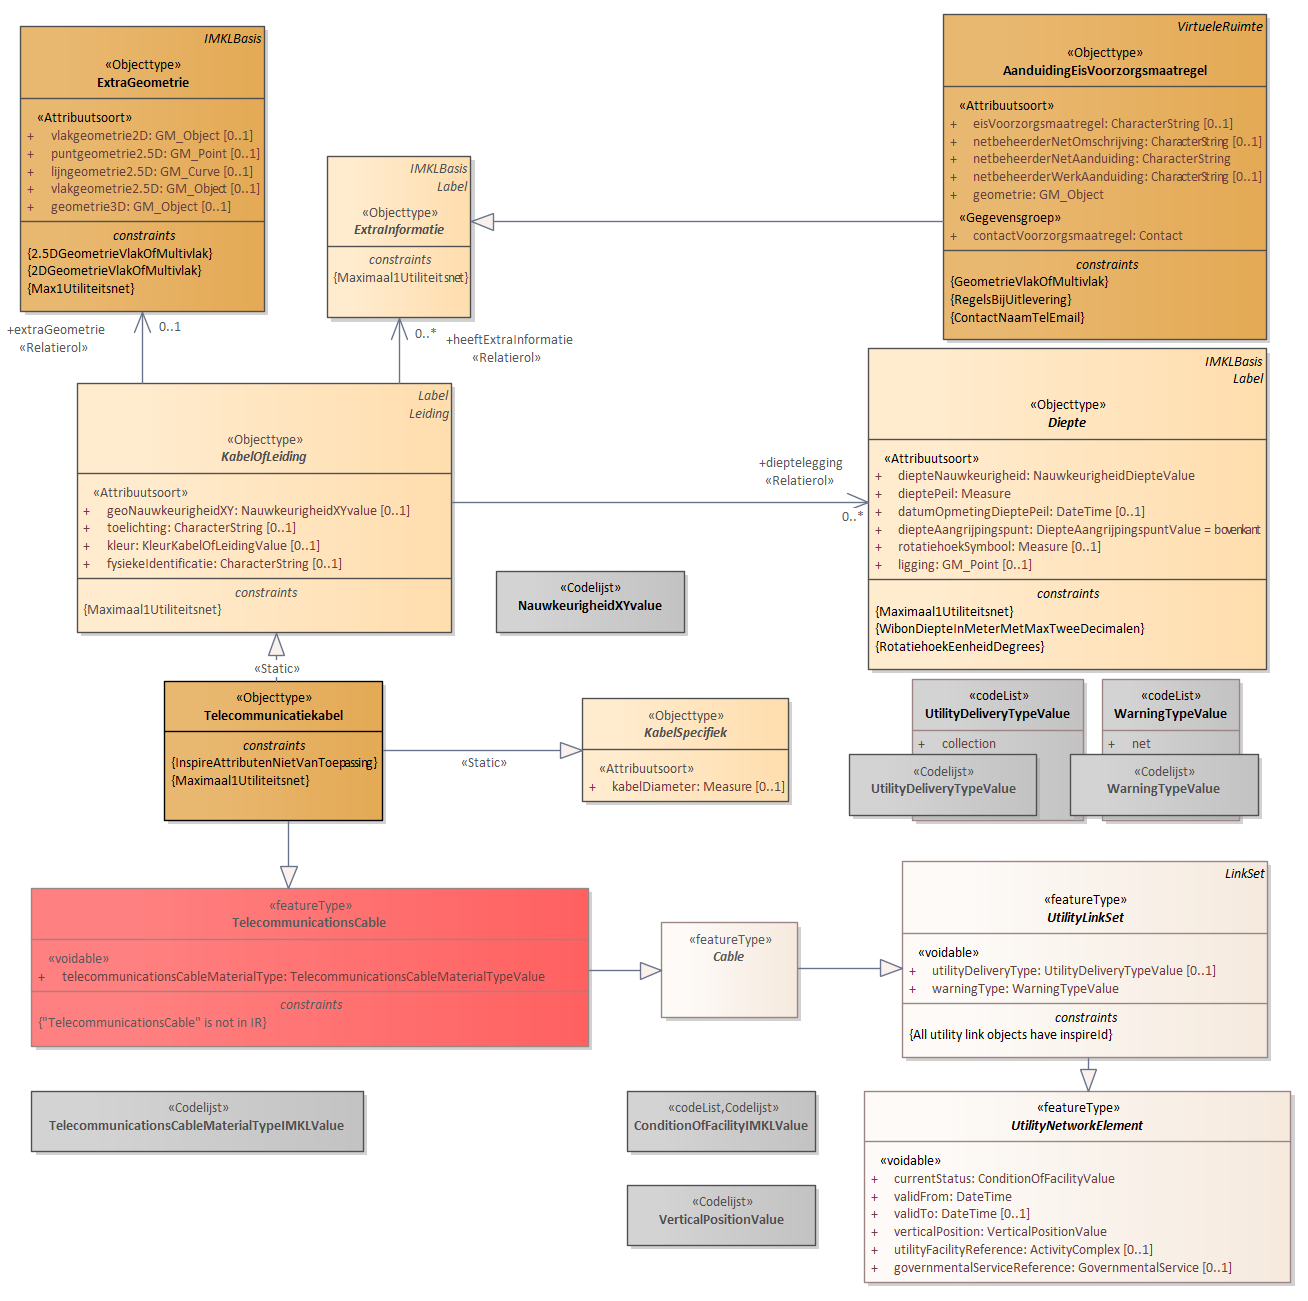 IMKLBasis
«Objecttype»
ExtraGeometrie
«Attribuutsoort»
+ vlakgeometrie2D: GM_Object [0..1]
+ puntgeometrie2.5D: GM_Point [0..1]
+ lijngeometrie2.5D: GM_Curve [0..1]
+ vlakgeometrie2.5D: GM_Object [0..1]
+ geometrie3D: GM_Object [0..1]
constraints
{2.5DGeometrieVlakOfMultivlak}
{2DGeometrieVlakOfMultivlak}
{Max1Utiliteitsnet}
+extraGeometrie
«Relatierol»
0..1
IMKLBasis
Label
«Objecttype»
ExtraInformatie
constraints
{Maximaal1Utiliteitsnet}
0..*
+heeftExtraInformatie
«Relatierol»
VirtueleRuimte
«Objecttype»
AanduidingEisVoorzorgsmaatregel
«Attribuutsoort»
+ eisVoorzorgsmaatregel: CharacterString [0..1]
+ netbeheerderNetOmschrijving: CharacterString [0..1]
+ netbeheerderNetAanduiding: CharacterString
+ netbeheerderWerkAanduiding: CharacterString [0..1]
+ geometrie: GM_Object
«Gegevensgroep»
+ contactVoorzorgsmaatregel: Contact
constraints
{GeometrieVlakOfMultivlak}
{RegelsBijUitlevering}
{ContactNaamTelEmail}
Label
Leiding
«Objecttype»
KabelOfLeiding
«Attribuutsoort»
+ geoNauwkeurigheidXY: NauwkeurigheidXYvalue [0..1]
+ toelichting: CharacterString [0..1]
+ kleur: KleurKabelOfLeidingValue [0..1]
+ fysiekeIdentificatie: CharacterString [0..1]
constraints
{Maximaal1Utiliteitsnet}
+dieptelegging
«Relatierol»
0..*
IMKLBasis
Label
«Objecttype»
Diepte
«Attribuutsoort»
+ diepteNauwkeurigheid: NauwkeurigheidDiepteValue
+ dieptePeil: Measure
+ datumOpmetingDieptePeil: DateTime [0..1]
+ diepteAangrijpingspunt: DiepteAangrijpingspuntValue = bovenkant
+ rotatiehoekSymbool: Measure [0..1]
+ ligging: GM_Point [0..1]
constraints
{Maximaal1Utiliteitsnet}
{WibonDiepteInMeterMetMaxTweeDecimalen}
{RotatiehoekEenheidDegrees}
«Codelijst»
NauwkeurigheidXYvalue
«Static»
«Objecttype»
Telecommunicatiekabel
constraints
{InspireAttributenNietVanToepassing}
{Maximaal1Utiliteitsnet}
«Static»
«Objecttype»
KabelSpecifiek
«Attribuutsoort»
+ kabelDiameter: Measure [0..1]
«codeList»
UtilityDeliveryTypeValue
+ collection
«Codelijst»
UtilityDeliveryTypeValue
«codeList»
WarningTypeValue
+ net
«Codelijst»
WarningTypeValue
«featureType»
TelecommunicationsCable
«voidable»
+ telecommunicationsCableMaterialType: TelecommunicationsCableMaterialTypeValue
constraints
{"TelecommunicationsCable" is not in IR}
«featureType»
Cable
LinkSet
«featureType»
UtilityLinkSet
«voidable»
+ utilityDeliveryType: UtilityDeliveryTypeValue [0..1]
+ warningType: WarningTypeValue
constraints
{All utility link objects have inspireId}
«Codelijst»
TelecommunicationsCableMaterialTypeIMKLValue
«codeList,Codelijst»
ConditionOfFacilityIMKLValue
«Codelijst»
VerticalPositionValue
«featureType»
UtilityNetworkElement
«voidable»
+ currentStatus: ConditionOfFacilityValue
+ validFrom: DateTime
+ validTo: DateTime [0..1]
+ verticalPosition: VerticalPositionValue
+ utilityFacilityReference: ActivityComplex [0..1]
+ governmentalServiceReference: GovernmentalService [0..1]